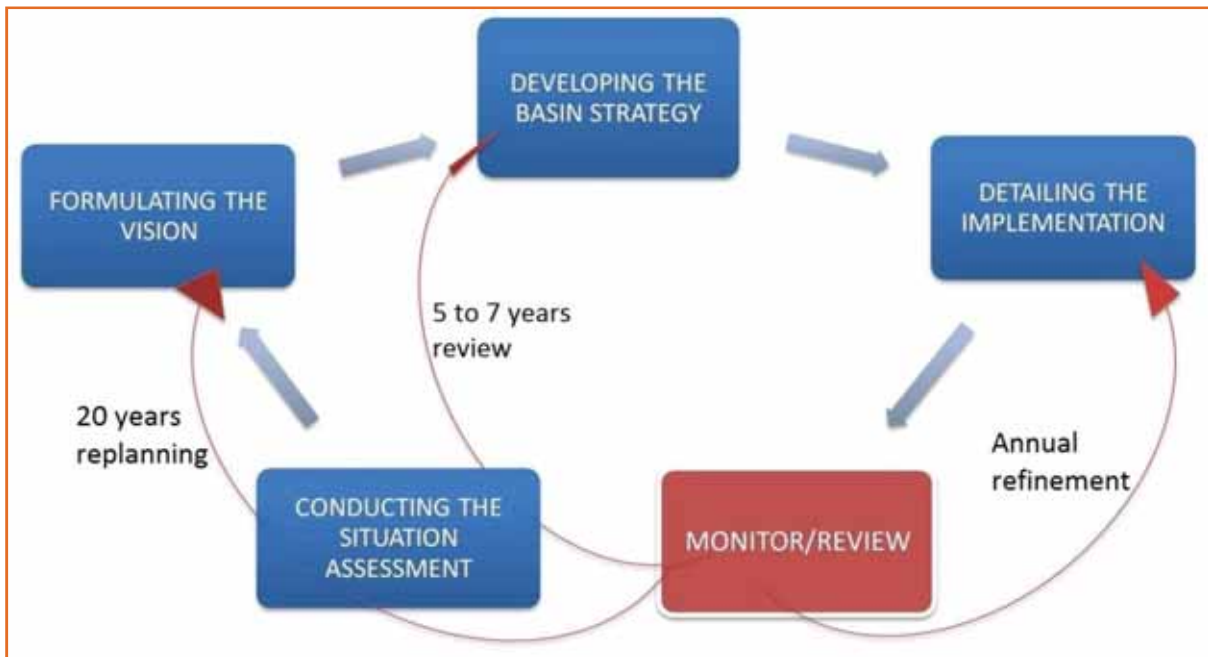 DEVELOPING THE
BASIN STRATEGY
FORMULATING THE
VISION
DETAILING THE
IMPLEMENTATION
5 to 7 years
review
20 years
replanning
Annual
refinement
CONDUCTING THE
SITUATION
ASSESSMENT
MONITOR/REVIEW